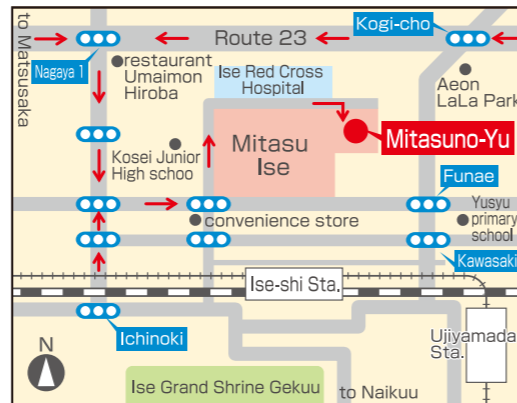 to Matsusaka
Route 23
Kogi-cho
Nagaya 1
restaurant
Umaimon
Hiroba
Ise Red Cross
Hospital
Aeon
LaLa Park
Kosei Junior
High schoo
Mitasu
Ise
Mitasuno-Yu
Funae
convenience store
Yusyu
primary
school
Kawasaki
Ise-shi Sta.
Ichinoki
Ujiyamada
Sta.
N
Ise Grand Shrine Gekuu
to Naikuu